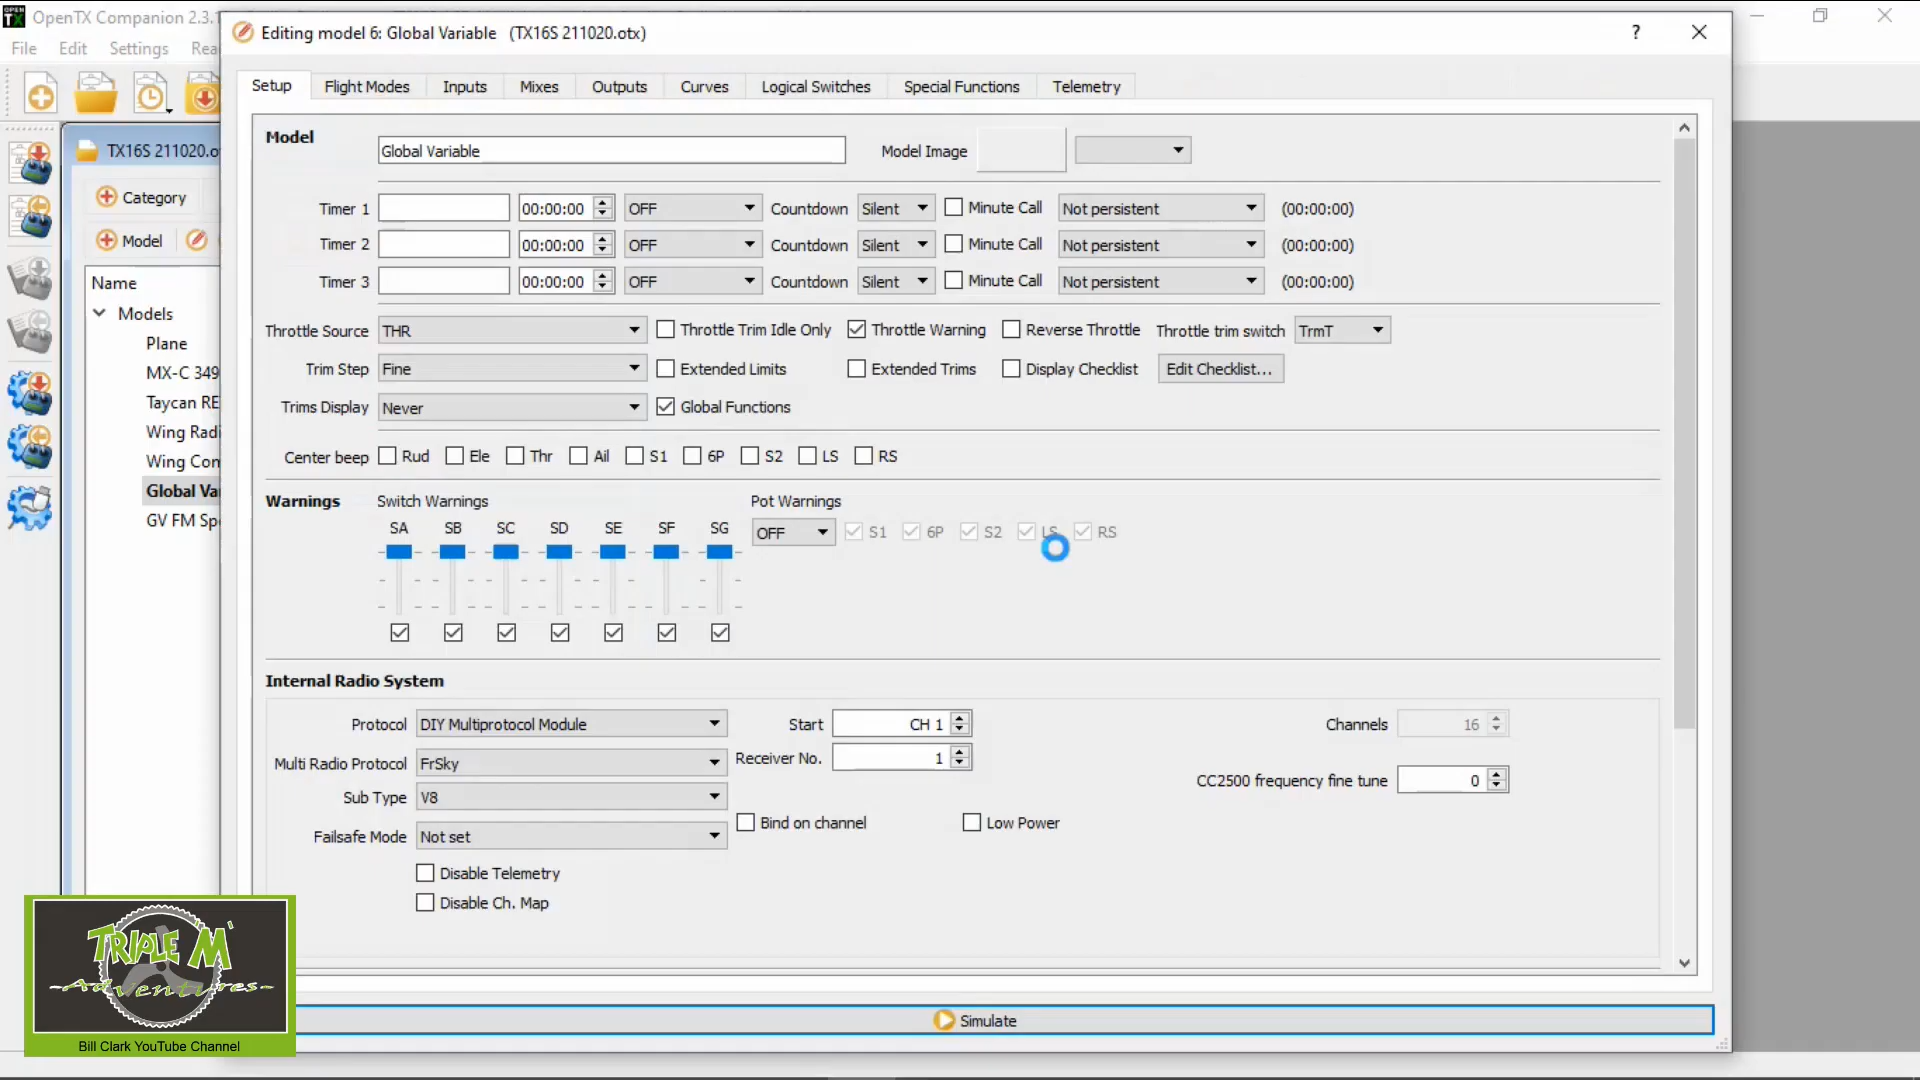 OpenTX Companion 2.3.1
Editing model 6: Global Variable (TX16S 211020.otx)
?
File Edit Settings Rea
Setup Flight Modes Inputs Mixes Outputs Curves Logical Switches Special Functions Telemetry
TX16S 211020.o
Category
Model
Name
Models
Plane
MX-C 349
Taycan RE
Wing Radi
Wing Con
Global Va
GV FM Sp
Model Global Variable Model Image
Timer 1 00:00:00 OFF Countdown Silent Minute Call Not persistent (00:00:00)
Timer 2 00:00:00 OFF Countdown Silent Minute Call Not persistent (00:00:00)
Timer 3 00:00:00 OFF Countdown Silent Minute Call Not persistent (00:00:00)
Throttle Source THR Throttle Trim Idle Only Throttle Warning Reverse Throttle Throttle trim switch TrmT
Trim Step Fine Extended Limits Extended Trims Display Checklist Edit Checklist...
Trims Display Never Global Functions
Center beep Rud Ele Thr Ail S1 6P S2 LS RS
Warnings Switch Warnings Pot Warnings
SA SB SC SD SE SF SG
OFF S1 6P S2 LS RS
Internal Radio System
Protocol DIY Multiprotocol Module Start CH 1 Channels 16
Multi Radio Protocol FrSky Receiver No. 1
CC2500 frequency fine tune 0
Sub Type V8
Bind on channel Low Power
Failsafe Mode Not set
Disable Telemetry
Disable Ch. Map
Simulate
TRIPLE M
-Adventures-
Bill Clark YouTube Channel